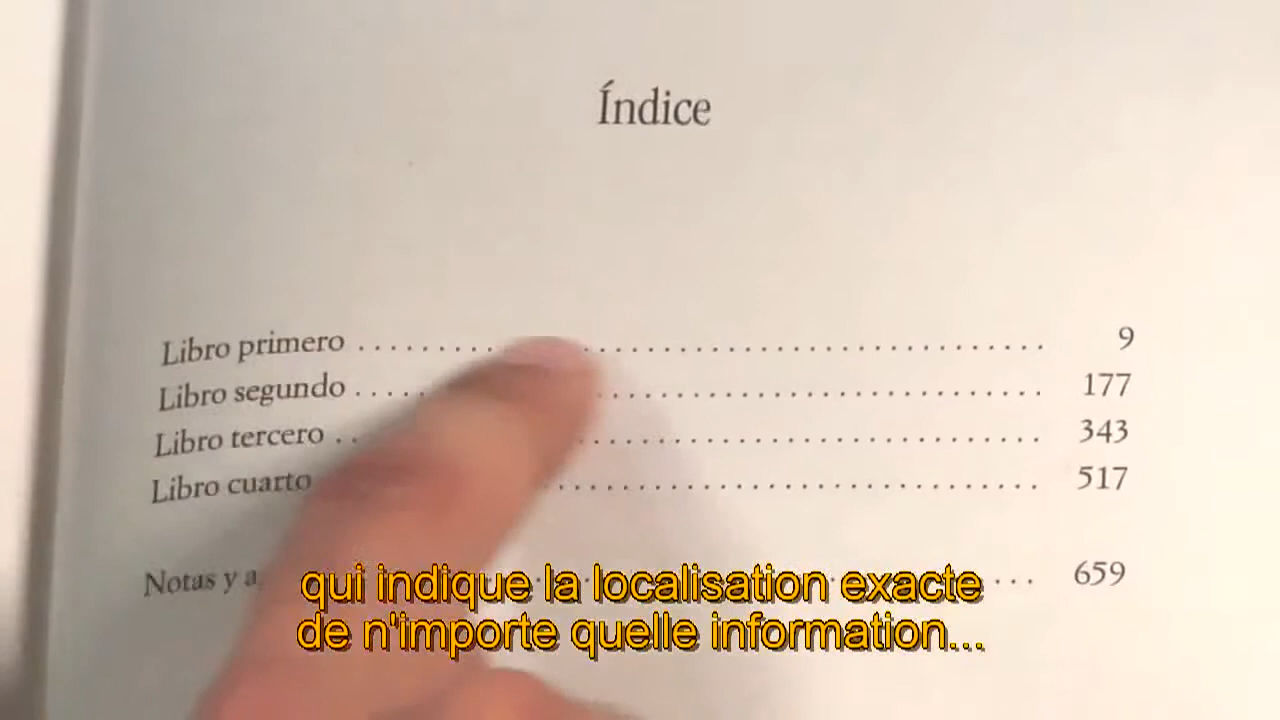 Índice
Libro primero . . . . . . . . . . . . . . . . . . . . . . . . . . . . . . 9
Libro segundo . . . . . . . . . . . . . . . . . . . . . . . . . . . . . . 177
Libro tercero . . . . . . . . . . . . . . . . . . . . . . . . . . . . . . 343
Libro cuarto . . . . . . . . . . . . . . . . . . . . . . . . . . . . . . 517
Notas y . . . 659
qui indique la localisation exacte
de n'importe quelle information...